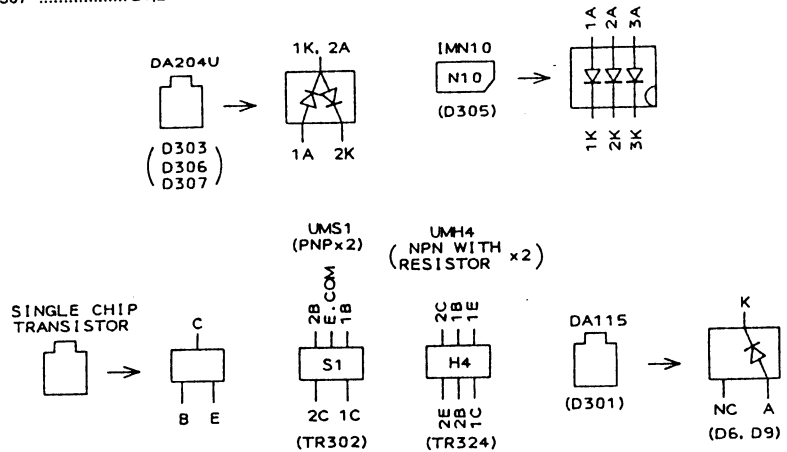 1K, 2A
DA204U
1A 2K
(D303
D306
D307)
IMN10
N10
(D305)
1A 2A 3A
1K 2K 3K
UMS1
(PNPx2)
2B E.COM 1B
S1
2C 1C
(TR302)
UMH4
(NPN WITH
RESISTOR x2)
2C 1B 1E
H4
2E 2B 1C
(TR324)
SINGLE CHIP
TRANSISTOR
C
B E
DA115
(D301)
K
NC A
(D6, D9)